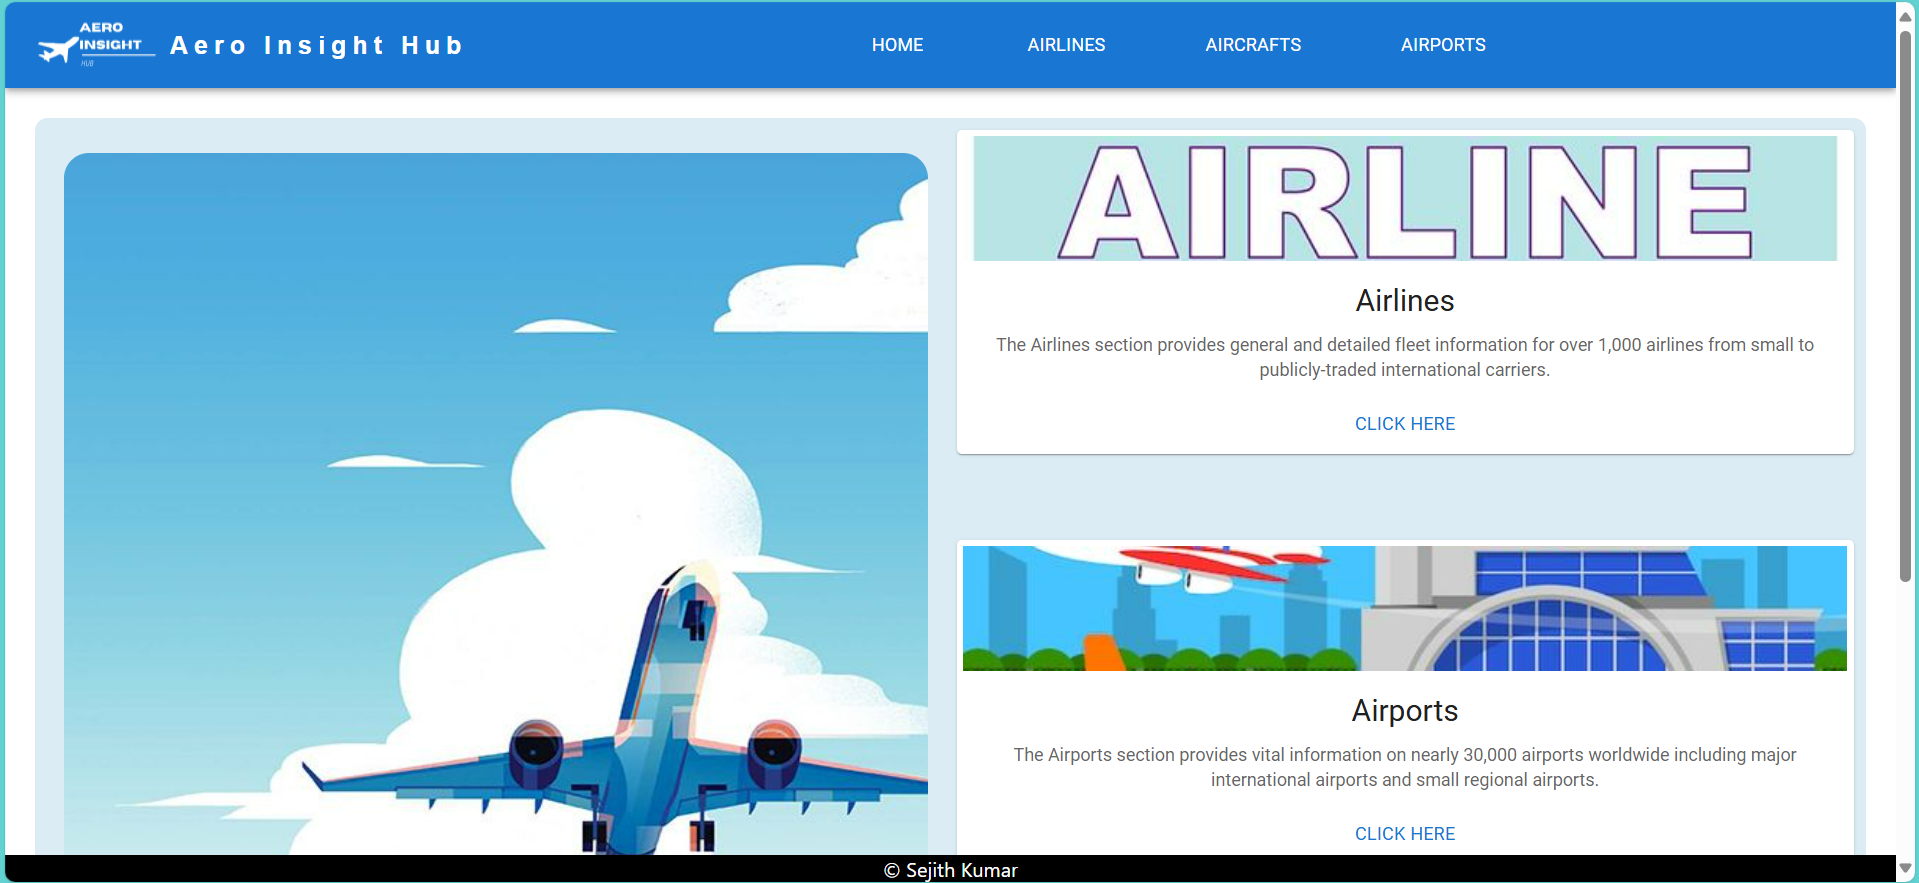 AERO
INSIGHT
HUB
Aero Insight Hub
HOME
AIRLINES
AIRCRAFTS
AIRPORTS
AIRLINE
Airlines
The Airlines section provides general and detailed fleet information for over 1,000 airlines from small to
publicly-traded international carriers.
CLICK HERE
Airports
The Airports section provides vital information on nearly 30,000 airports worldwide including major
international airports and small regional airports.
CLICK HERE
© Sejith Kumar